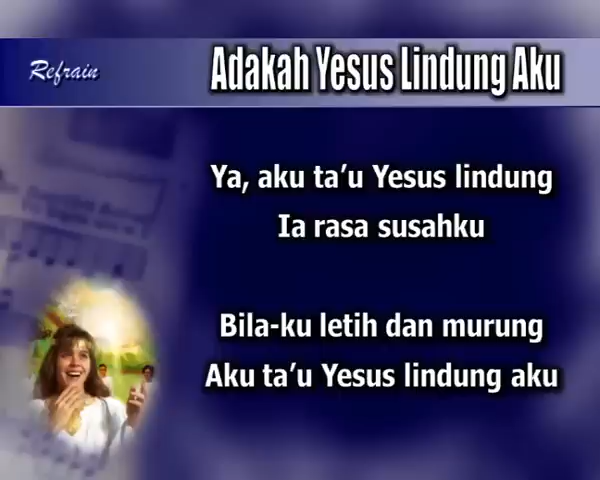 Refrain
Adakah Yesus Lindung Aku
Ya, aku ta'u Yesus lindung
Ia rasa susahku
Bila-ku letih dan murung
Aku ta'u Yesus lindung aku